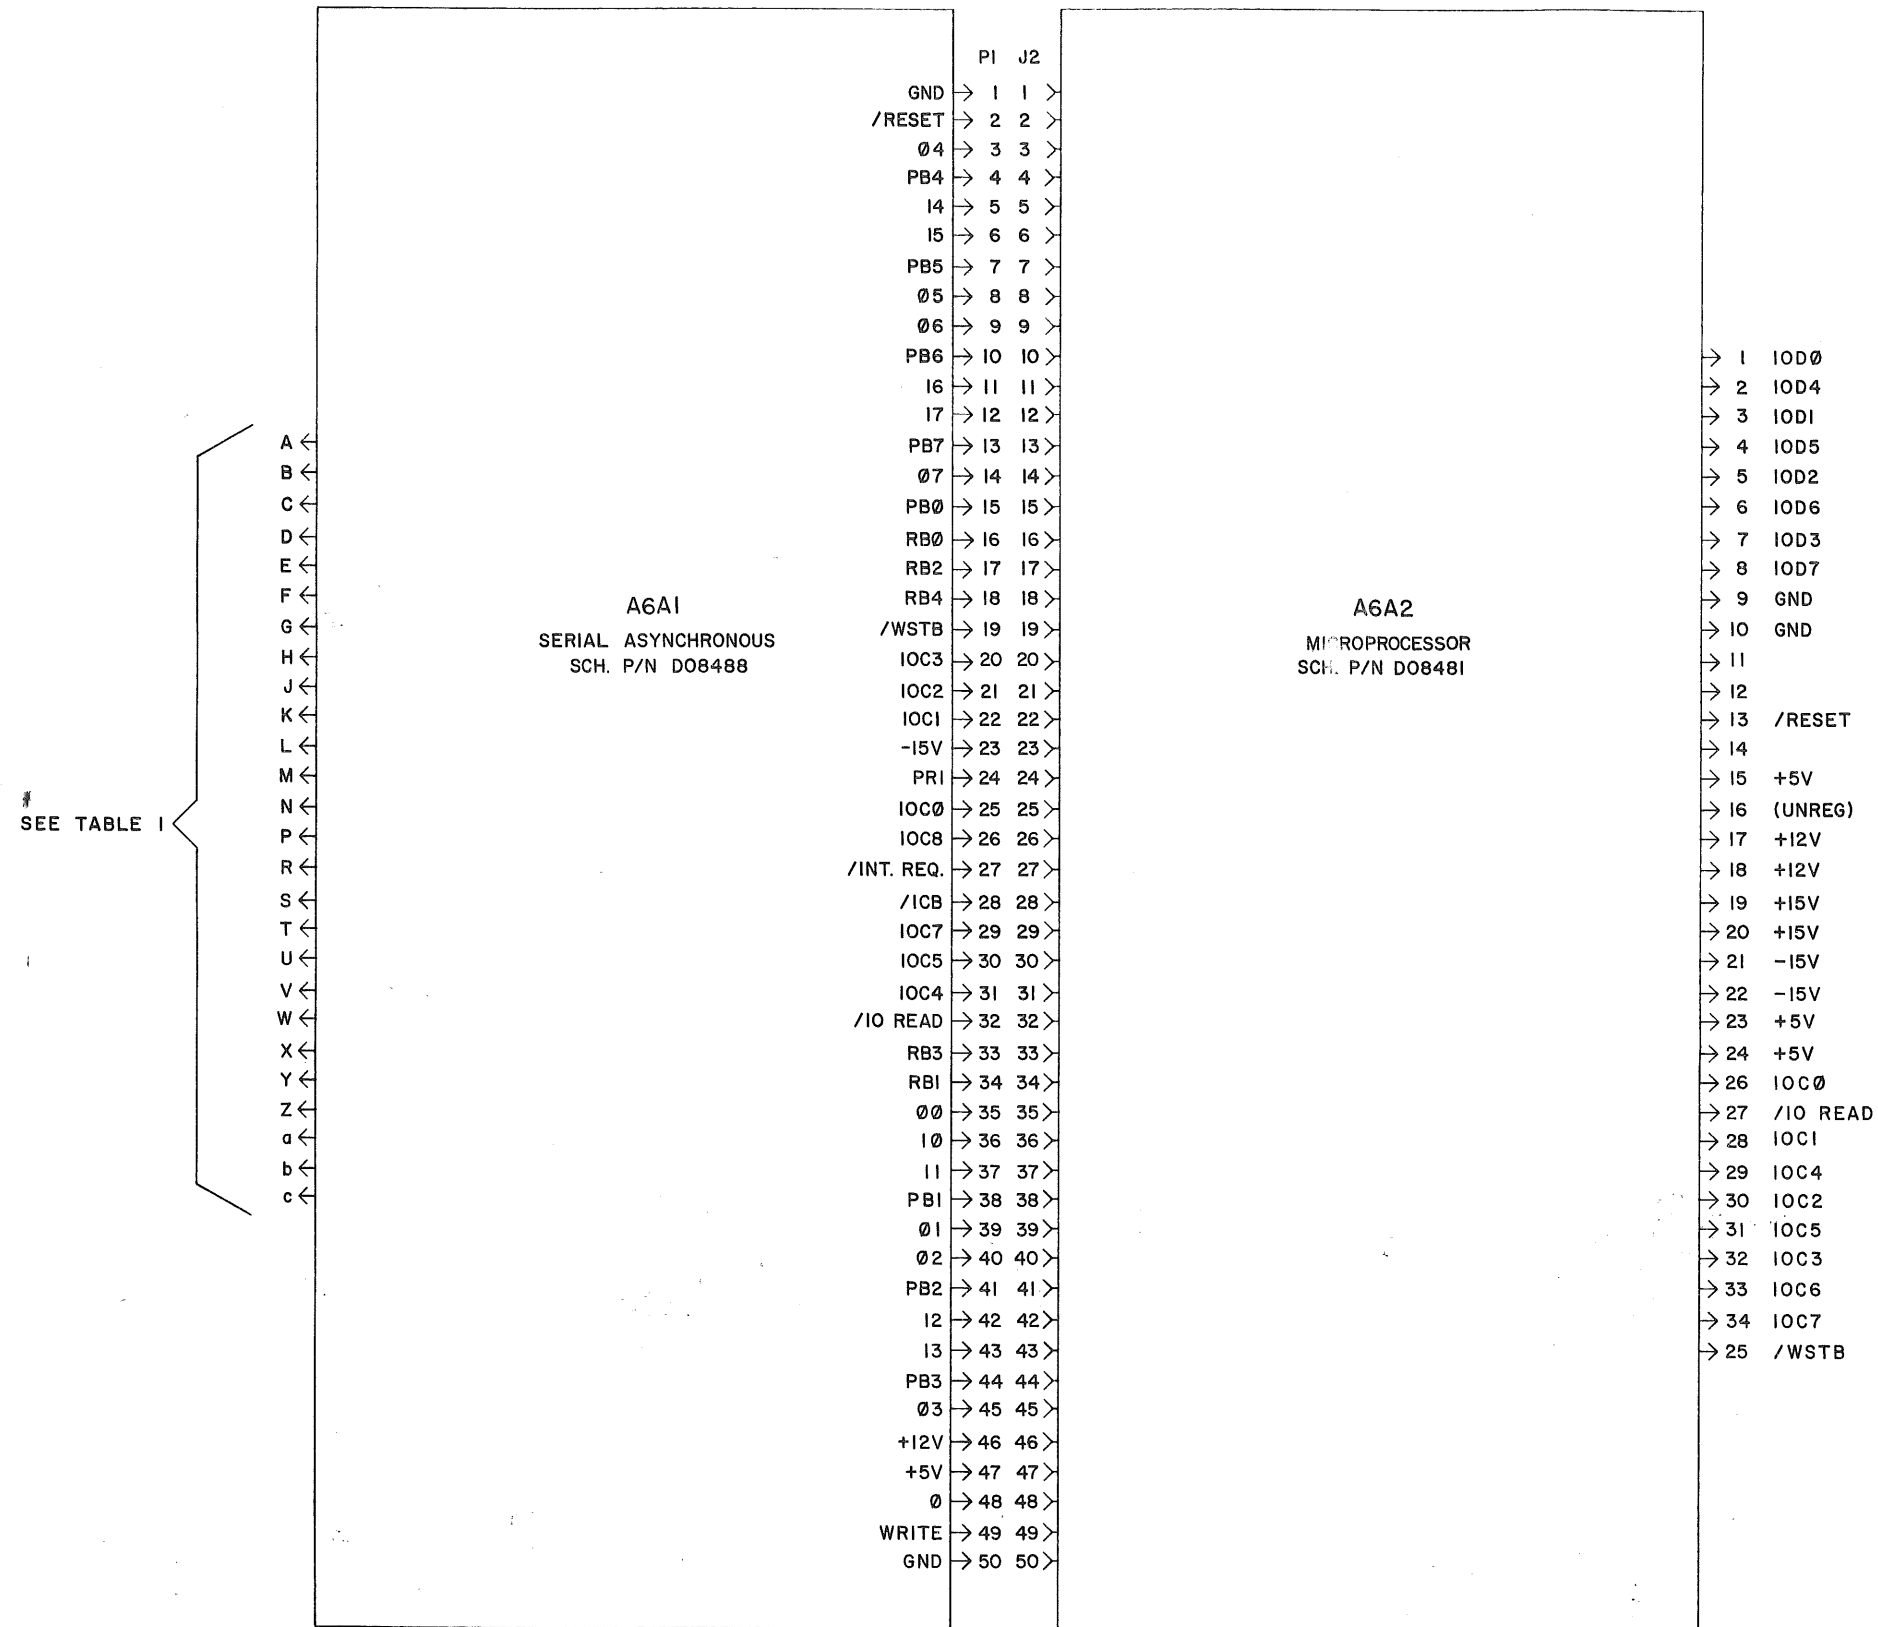 P1 J2
GND 1 1
/RESET 2 2
Ø4 3 3
PB4 4 4
I4 5 5
I5 6 6
PB5 7 7
Ø5 8 8
Ø6 9 9
PB6 10 10
I6 11 11
I7 12 12
PB7 13 13
Ø7 14 14
PBØ 15 15
RBØ 16 16
RB2 17 17
RB4 18 18
/WSTB 19 19
IOC3 20 20
IOC2 21 21
IOC1 22 22
-15V 23 23
PRI 24 24
IOCØ 25 25
IOC8 26 26
/INT. REQ. 27 27
/ICB 28 28
IOC7 29 29
IOC5 30 30
IOC4 31 31
/IO READ 32 32
RB3 33 33
RB1 34 34
ØØ 35 35
IØ 36 36
I1 37 37
PB1 38 38
Ø1 39 39
Ø2 40 40
PB2 41 41
I2 42 42
I3 43 43
PB3 44 44
Ø3 45 45
+12V 46 46
+5V 47 47
Ø 48 48
WRITE 49 49
GND 50 50
SEE TABLE 1
A
B
C
D
E
F
G
H
J
K
L
M
N
P
R
S
T
U
V
W
X
Y
Z
a
b
c
A6A1
SERIAL ASYNCHRONOUS
SCH. P/N D08488
A6A2
MICROPROCESSOR
SCH. P/N D08481
1 IODØ
2 IOD4
3 IOD1
4 IOD5
5 IOD2
6 IOD6
7 IOD3
8 IOD7
9 GND
10 GND
11
12
13 /RESET
14
15 +5V
16 (UNREG)
17 +12V
18 +12V
19 +15V
20 +15V
21 -15V
22 -15V
23 +5V
24 +5V
26 IOCØ
27 /IO READ
28 IOC1
29 IOC4
30 IOC2
31 IOC5
32 IOC3
33 IOC6
34 IOC7
25 /WSTB